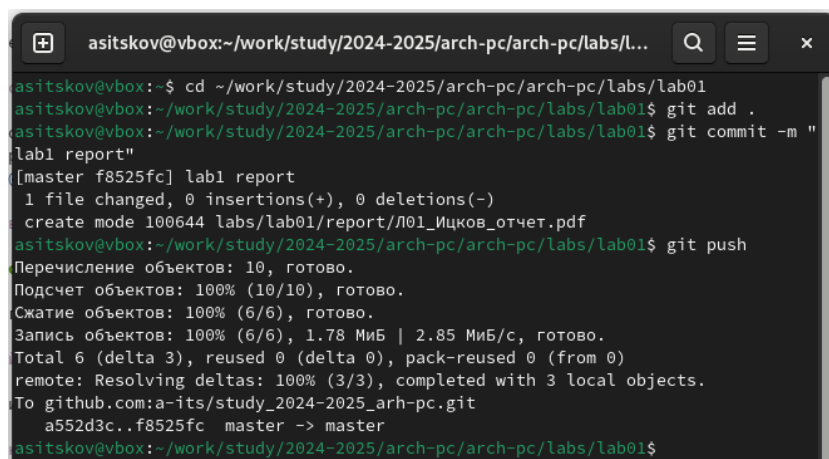 asitskov@vbox:~/work/study/2024-2025/arch-pc/arch-pc/labs/l...
asitskov@vbox:~$ cd ~/work/study/2024-2025/arch-pc/arch-pc/labs/lab01
asitskov@vbox:~/work/study/2024-2025/arch-pc/arch-pc/labs/lab01$ git add .
asitskov@vbox:~/work/study/2024-2025/arch-pc/arch-pc/labs/lab01$ git commit -m "
lab1 report"
[master f8525fc] lab1 report
 1 file changed, 0 insertions(+), 0 deletions(-)
 create mode 100644 labs/lab01/report/Л01_Ицков_отчет.pdf
asitskov@vbox:~/work/study/2024-2025/arch-pc/arch-pc/labs/lab01$ git push
Перечисление объектов: 10, готово.
Подсчет объектов: 100% (10/10), готово.
Сжатие объектов: 100% (6/6), готово.
Запись объектов: 100% (6/6), 1.78 МиБ | 2.85 МиБ/с, готово.
Total 6 (delta 3), reused 0 (delta 0), pack-reused 0 (from 0)
remote: Resolving deltas: 100% (3/3), completed with 3 local objects.
To github.com:a-its/study_2024-2025_arh-pc.git
   a552d3c..f8525fc  master -> master
asitskov@vbox:~/work/study/2024-2025/arch-pc/arch-pc/labs/lab01$